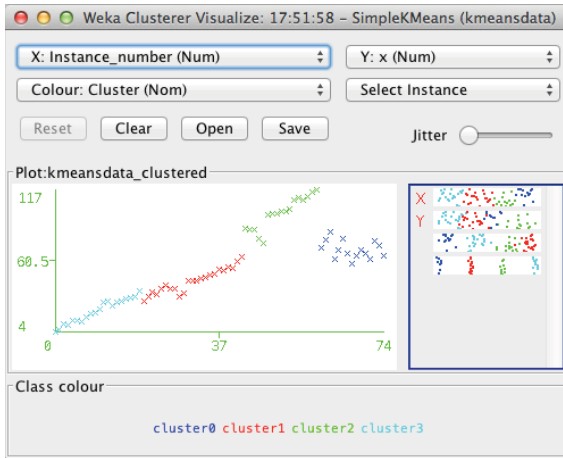 Weka Clusterer Visualize: 17:51:58 – SimpleKMeans (kmeansdata)
X: Instance_number (Num) Y: x (Num)
Colour: Cluster (Nom) Select Instance
Reset Clear Open Save Jitter
Plot:kmeansdata_clustered
117
60.5
4
0 37 74
X
Y
Class colour
cluster0 cluster1 cluster2 cluster3